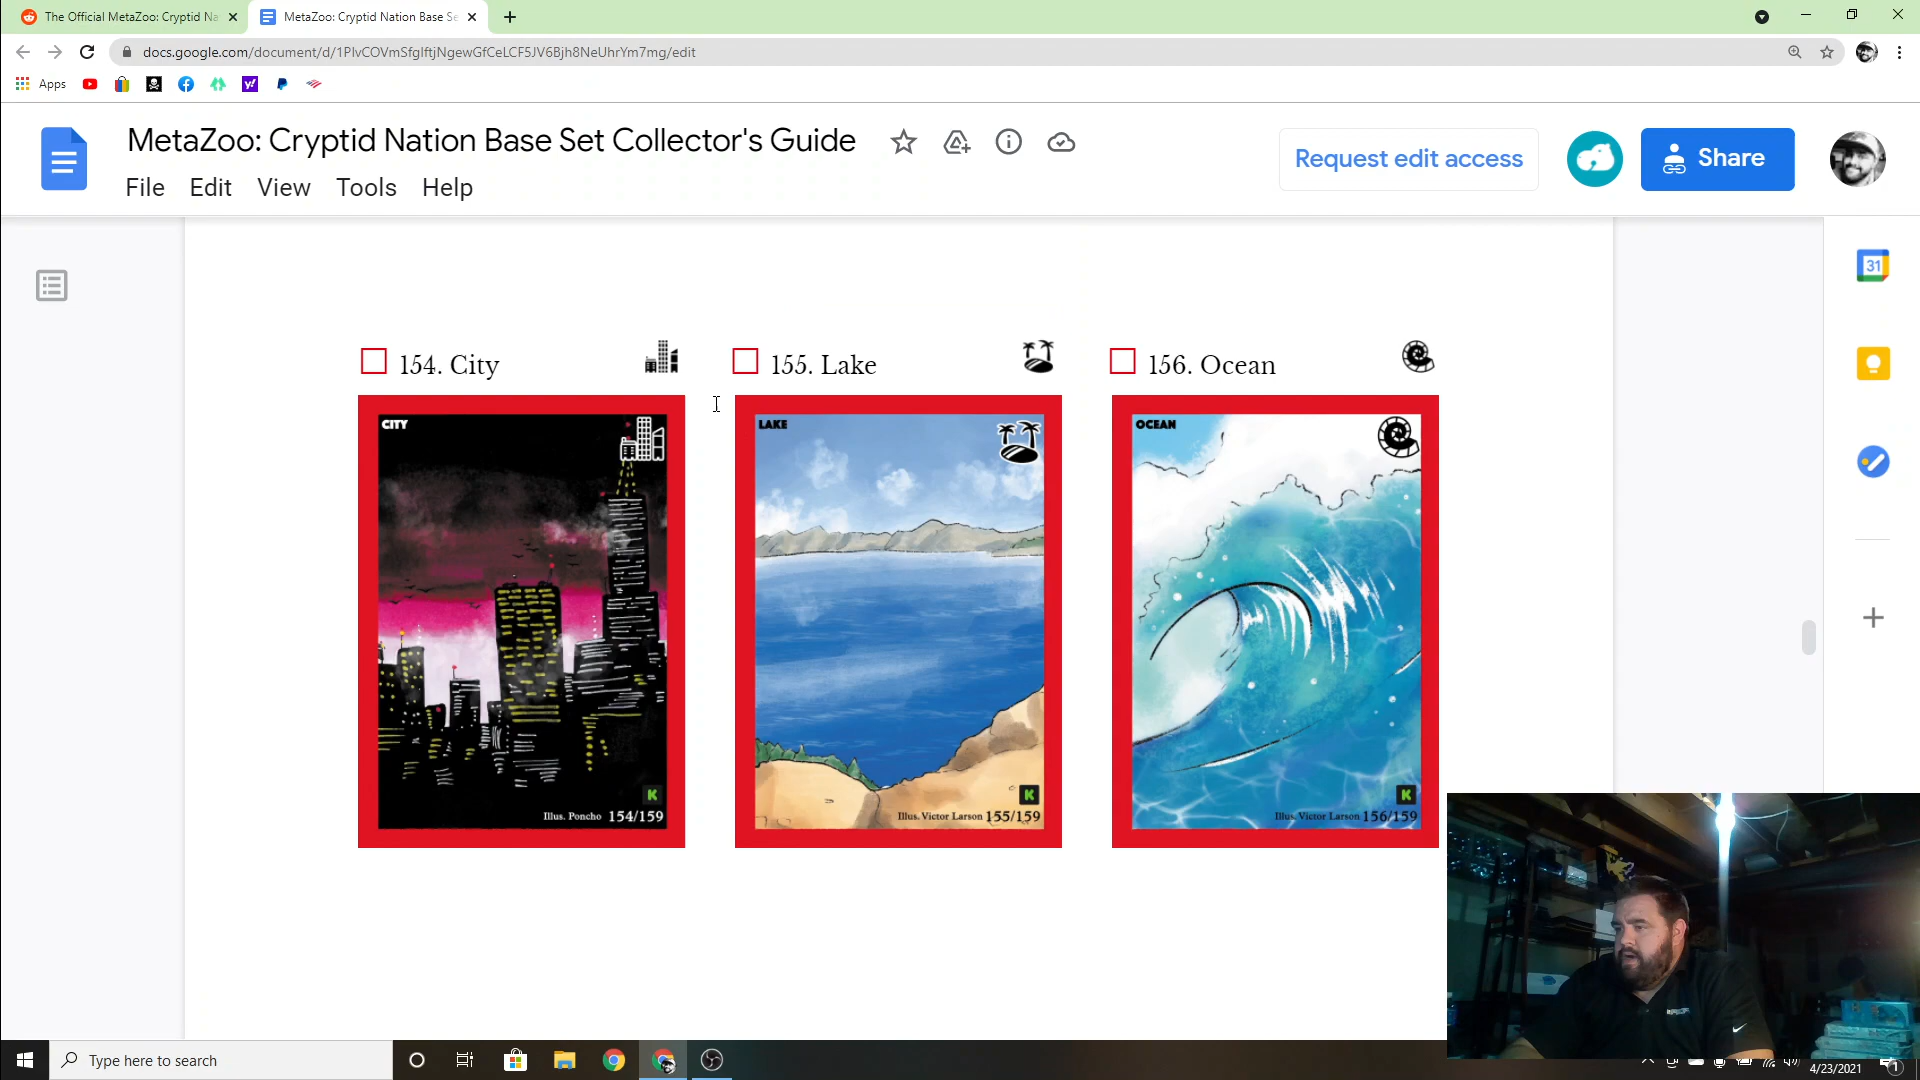 The Official MetaZoo: Cryptid Na
MetaZoo: Cryptid Nation Base Se
docs.google.com/document/d/1PIvCOVmSfgIftjNgewGfCeLCF5JV6Bjh8NeUhrYm7mg/edit
Apps
MetaZoo: Cryptid Nation Base Set Collector's Guide
File Edit View Tools Help
Request edit access
Share
31
154. City
155. Lake
156. Ocean
CITY
LAKE
OCEAN
K
K
K
Illus. Poncho 154/159
Illus. Victor Larson 155/159
Illus. Victor Larson 156/159
Type here to search
4/23/2021
1